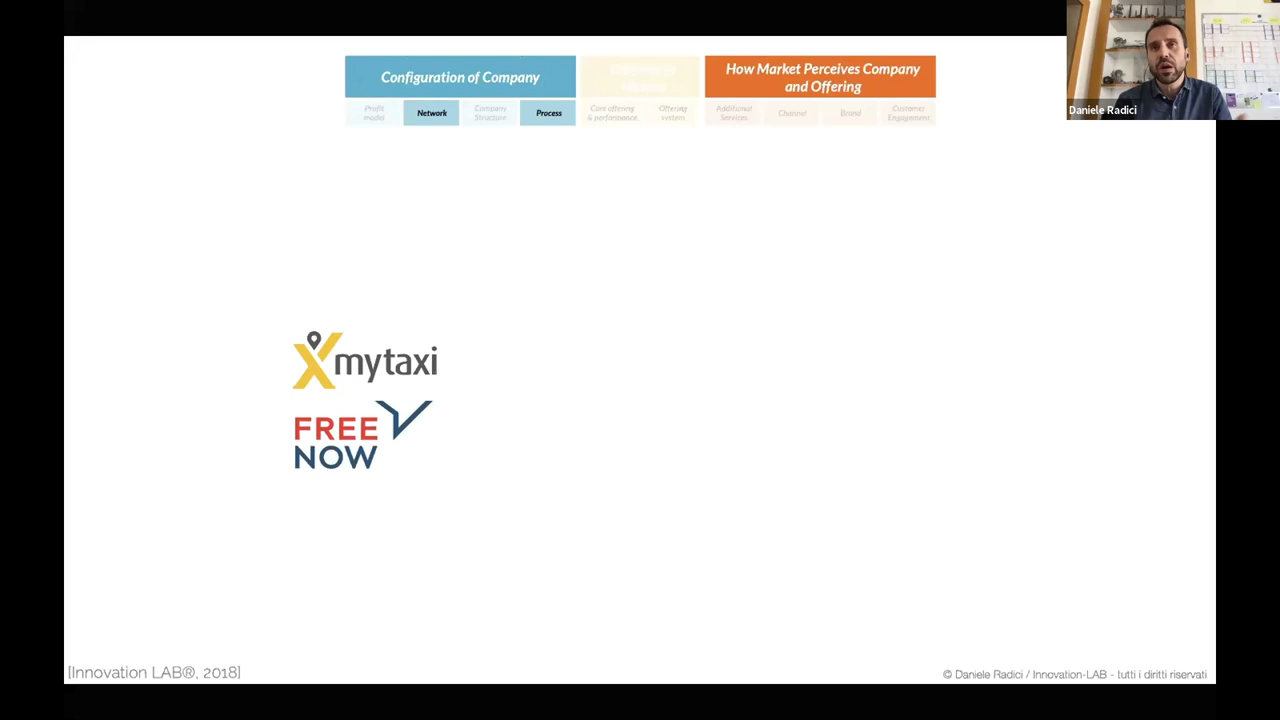 Configuration of Company
How Market Perceives Company
and Offering
Profit
model
Network
Company
Structure
Process
Core offering
& performance
Offering
system
Additional
Services
Channel
Brand
Customer
Engagement
Daniele Radici
mytaxi
FREE
NOW
[Innovation LAB®, 2018]
© Daniele Radici / Innovation-LAB - tutti i diritti riservati